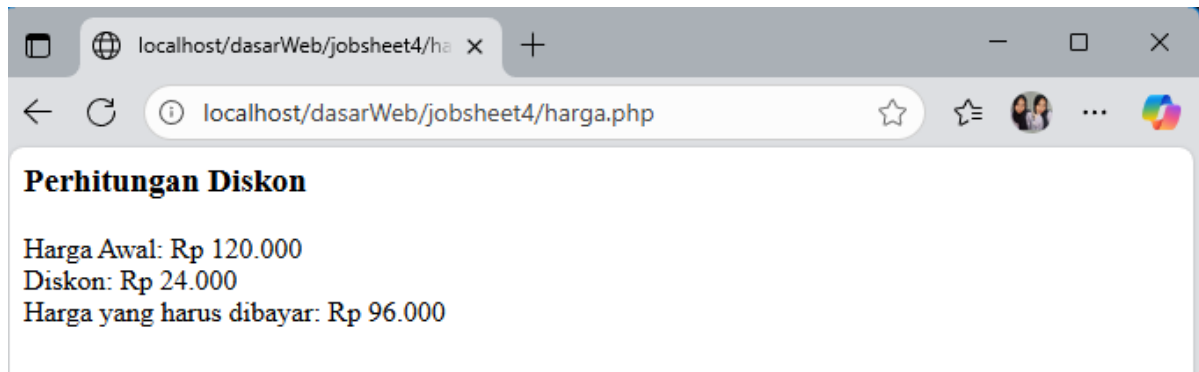 localhost/dasarWeb/jobsheet4/ha
localhost/dasarWeb/jobsheet4/harga.php
Perhitungan Diskon
Harga Awal: Rp 120.000
Diskon: Rp 24.000
Harga yang harus dibayar: Rp 96.000